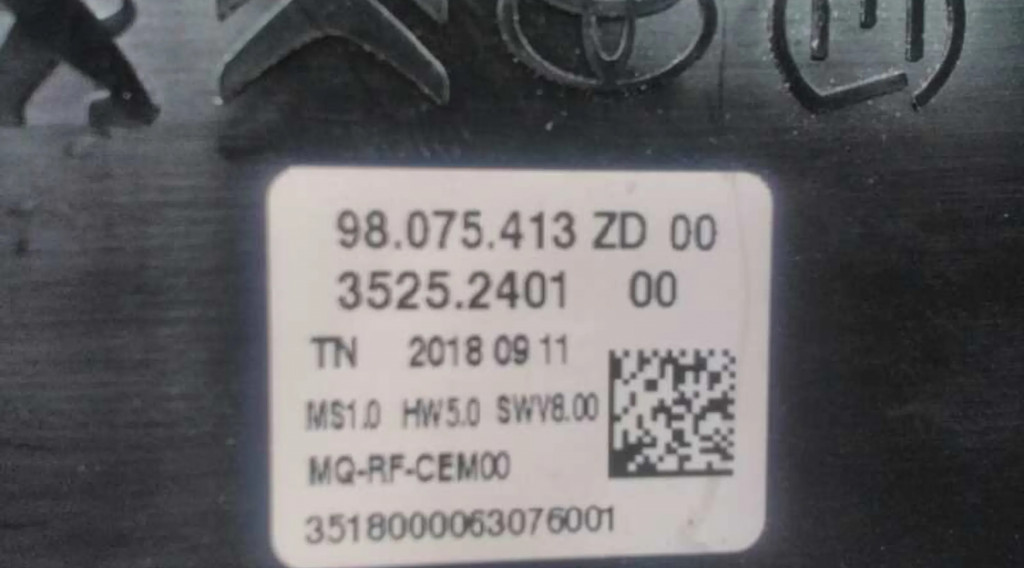 98.075.413 ZD 00
3525.2401 00
TN 2018 09 11
MS1.0 HW5.0 SWV8.00
MQ-RF-CEM00
3518000063076001